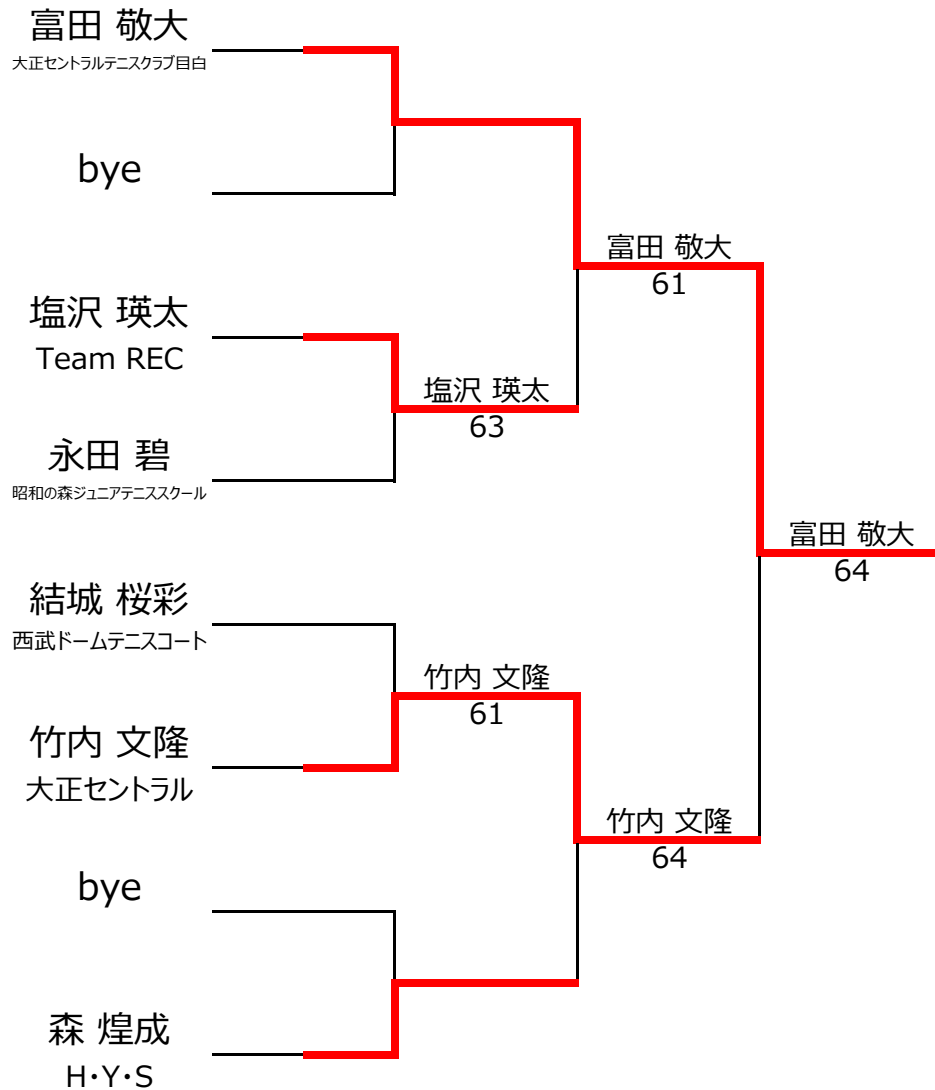 富田 敬大
大正セントラルテニスクラブ目白
bye
塩沢 瑛太
Team REC
永田 碧
昭和の森ジュニアテニススクール
結城 桜彩
西武ドームテニスコート
竹内 文隆
大正セントラル
bye
森 煌成
H・Y・S
塩沢 瑛太
63
竹内 文隆
61
富田 敬大
61
竹内 文隆
64
富田 敬大
64